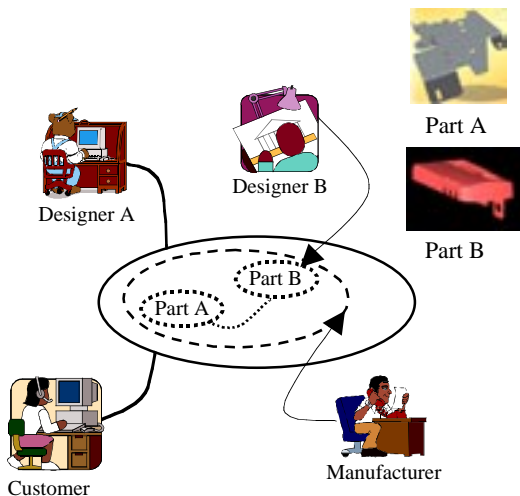 Part A
Designer A
Designer B
Part B
Part B
Part A
Customer
Manufacturer